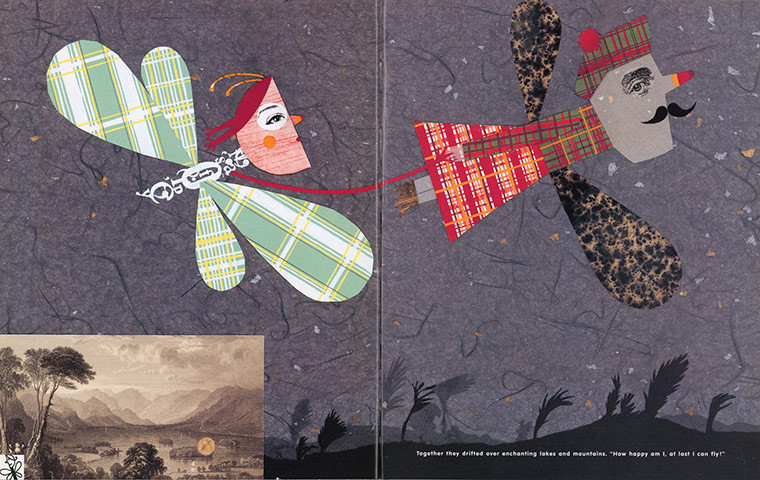 Together they drifted over enchanting lakes and mountains. "How happy am I, at last I can fly!"